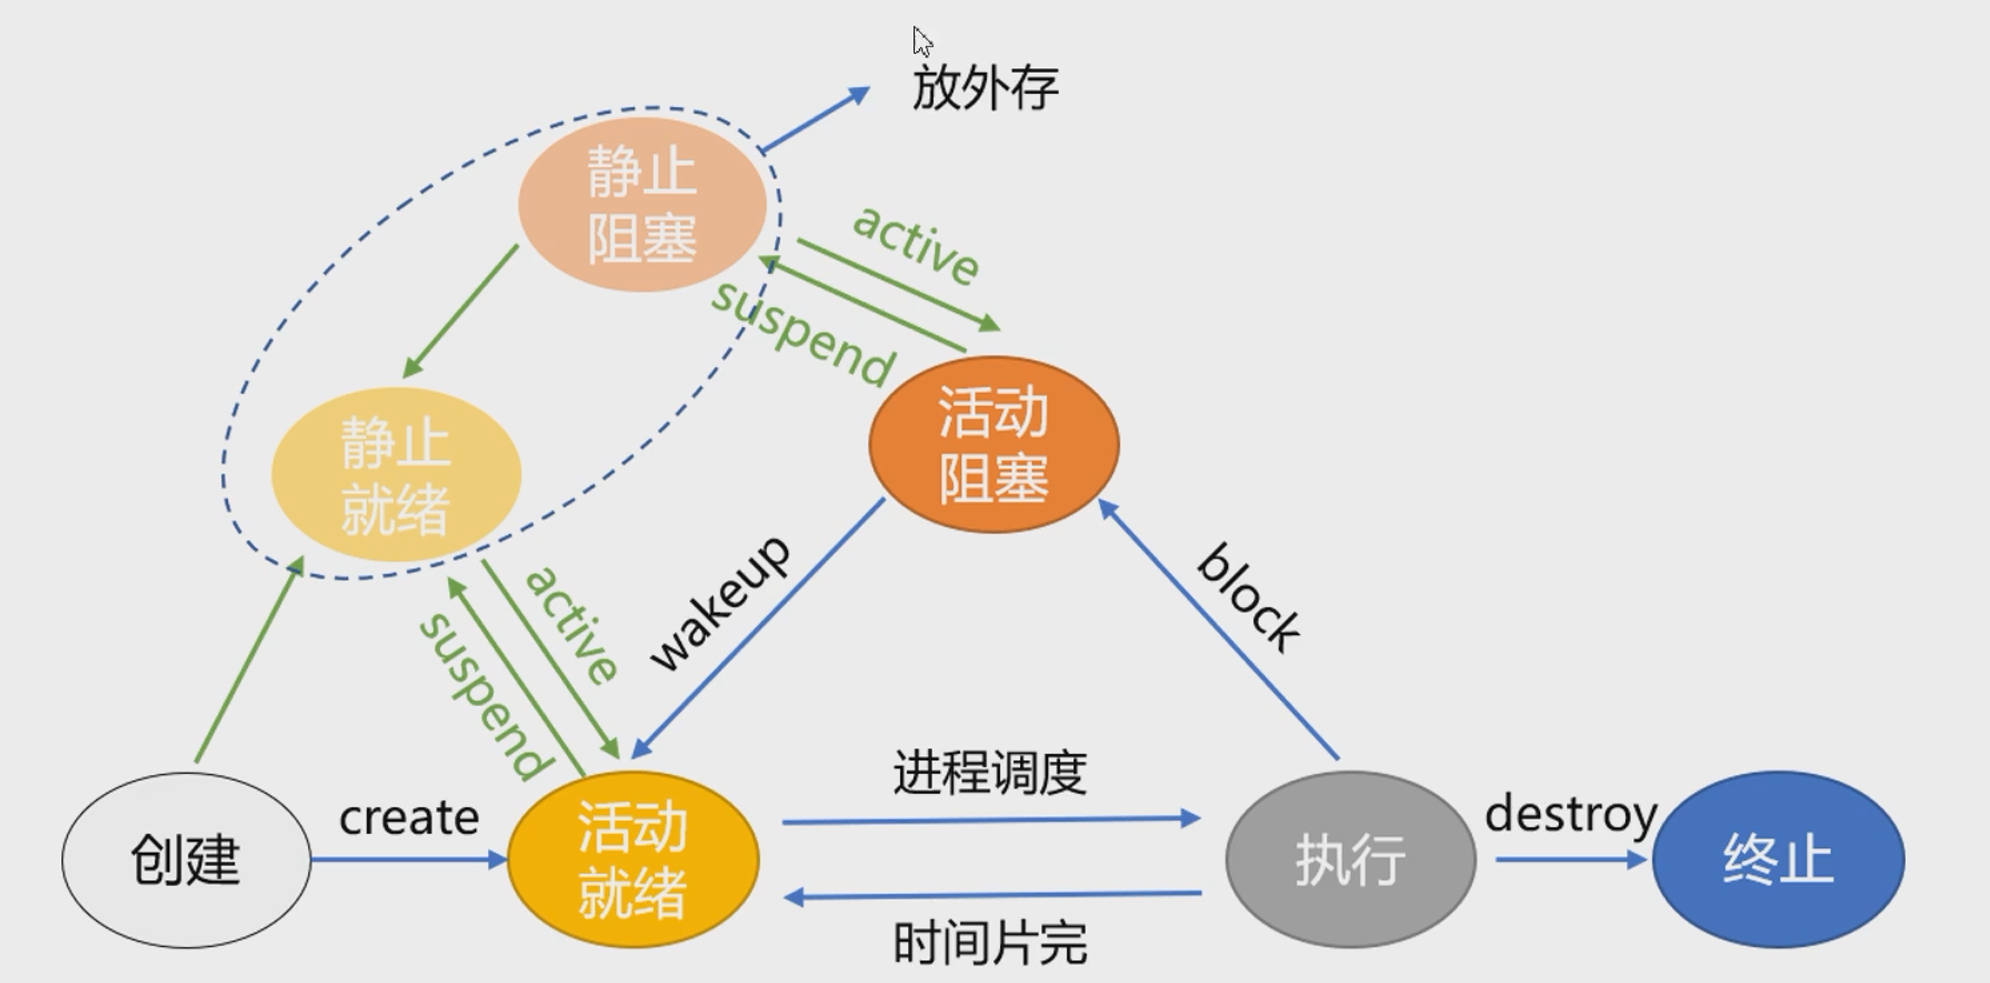 放外存
静止
阻塞
active
suspend
静止
就绪
活动
阻塞
active
suspend
wakeup
block
创建
create
活动
就绪
进程调度
时间片完
执行
destroy
终止